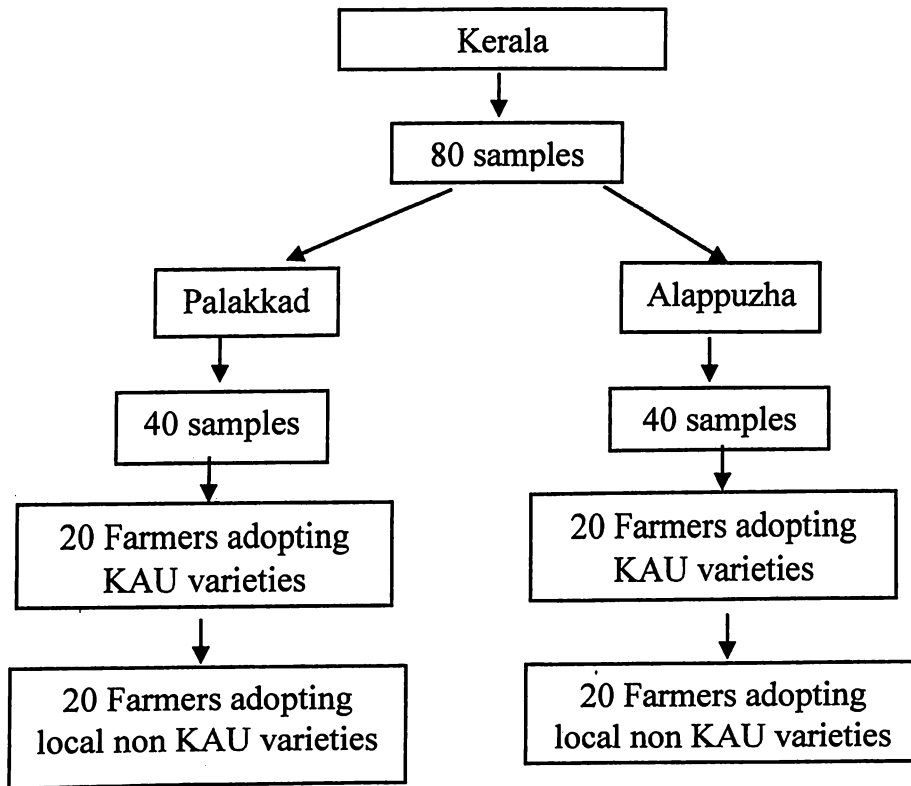 Kerala
80 samples
Palakkad
Alappuzha
40 samples
40 samples
20 Farmers adopting
KAU varieties
20 Farmers adopting
KAU varieties
20 Farmers adopting
local non KAU varieties
20 Farmers adopting
local non KAU varieties